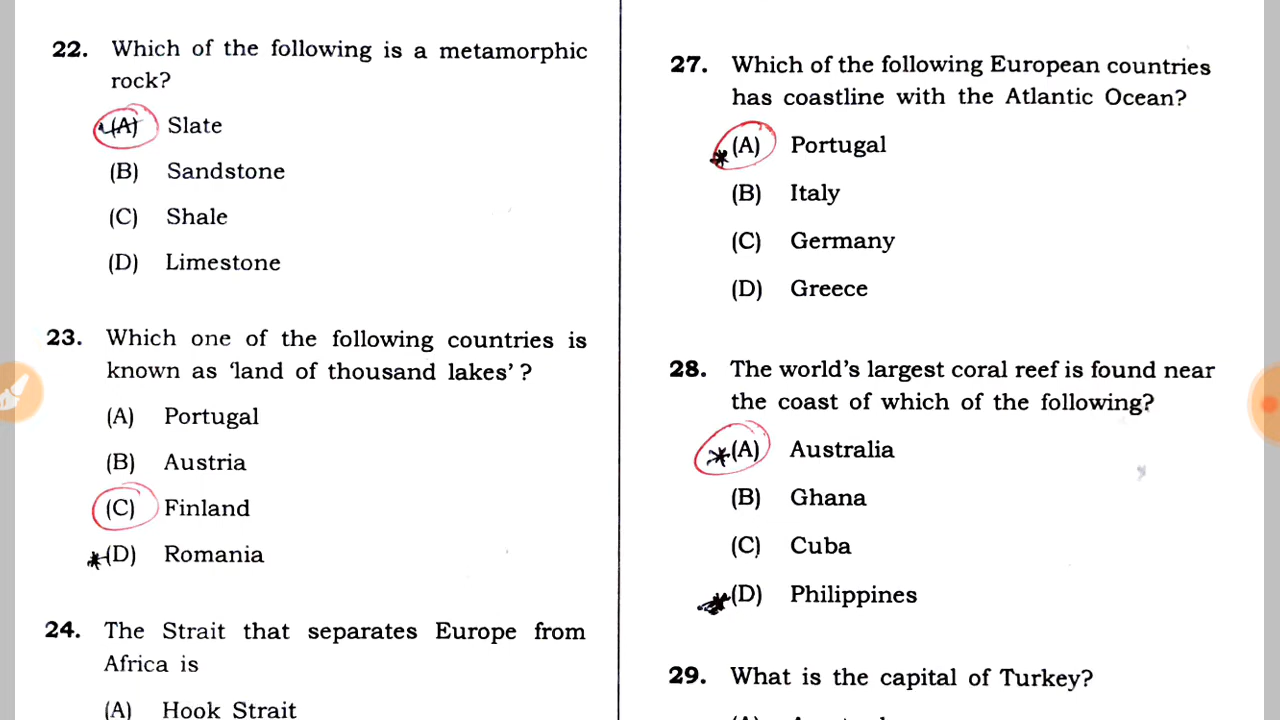 22. Which of the following is a metamorphic
rock?
(A) Slate
(B) Sandstone
(C) Shale
(D) Limestone
23. Which one of the following countries is
known as ‘land of thousand lakes’ ?
(A) Portugal
(B) Austria
(C) Finland
(D) Romania
24. The Strait that separates Europe from
Africa is
(A) Hook Strait
27. Which of the following European countries
has coastline with the Atlantic Ocean?
(A) Portugal
(B) Italy
(C) Germany
(D) Greece
28. The world’s largest coral reef is found near
the coast of which of the following?
(A) Australia
(B) Ghana
(C) Cuba
(D) Philippines
29. What is the capital of Turkey?